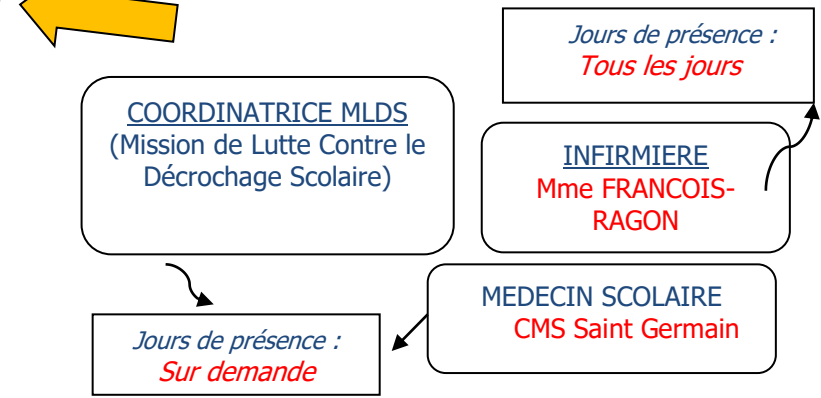 Jours de présence :
Tous les jours
COORDINATRICE MLDS
(Mission de Lutte Contre le
Décrochage Scolaire)
INFIRMIERE
Mme FRANCOIS-
RAGON
MEDECIN SCOLAIRE
CMS Saint Germain
Jours de présence :
Sur demande